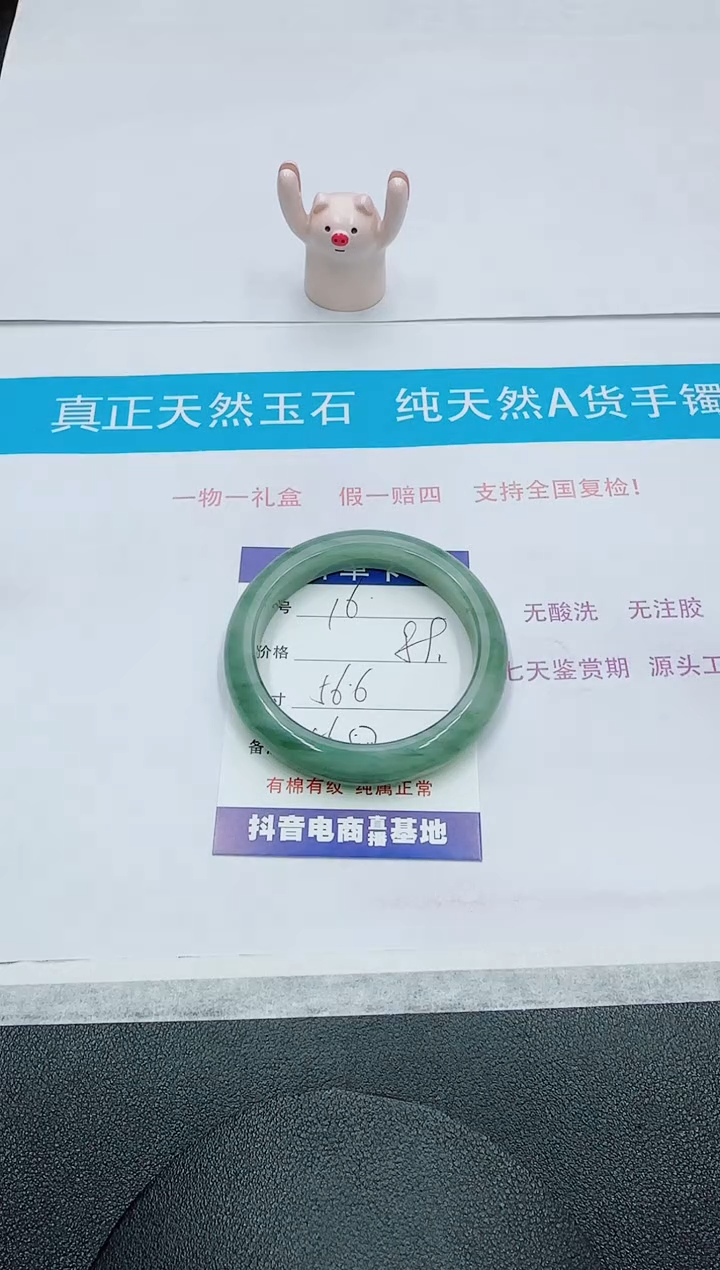 真正天然玉石 纯天然A货手镯
一物一礼盒 假一赔四 支持全国复检!
无酸洗 无注胶
七天鉴赏期 源头工
号 16.
价格 88.
寸 56.6
备
有棉有纹 纯属正常
抖音电商直播基地